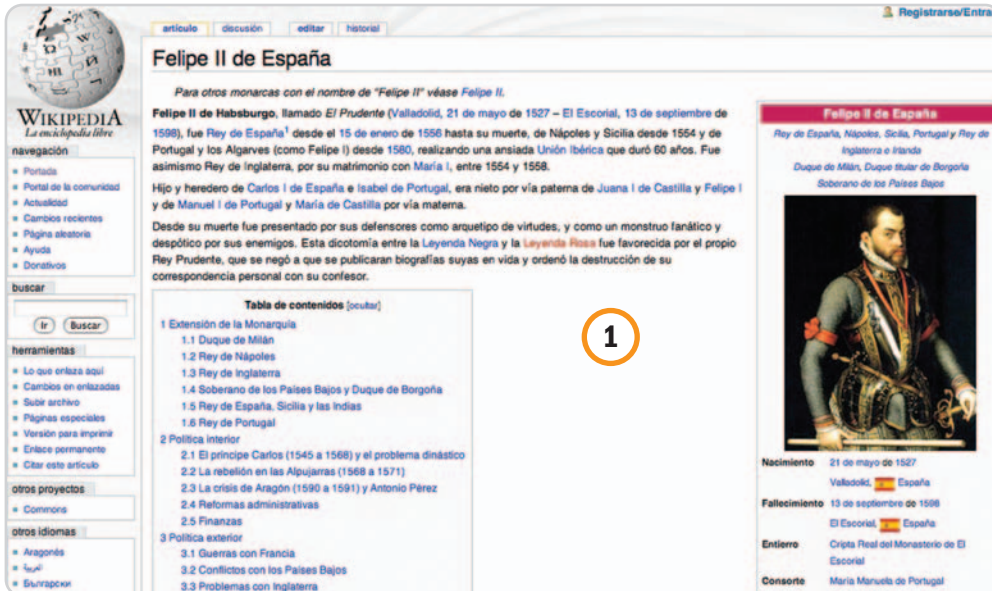 Registrarse/Entra
artículo discusión editar historial
WIKIPEDIA
La enciclopedia libre
navegación
Portada
Portal de la comunidad
Actualidad
Cambios recientes
Página aleatoria
Ayuda
Donativos
buscar
Ir Buscar
herramientas
Lo que enlaza aquí
Cambios en enlazadas
Subir archivo
Páginas especiales
Versión para imprimir
Enlace permanente
Citar este artículo
otros proyectos
Commons
otros idiomas
Aragonés
العربية
Български
Felipe II de España
Para otros monarcas con el nombre de "Felipe II" véase Felipe II.
Felipe II de Habsburgo, llamado El Prudente (Valladolid, 21 de mayo de 1527 – El Escorial, 13 de septiembre de
1598), fue Rey de España¹ desde el 15 de enero de 1556 hasta su muerte, de Nápoles y Sicilia desde 1554 y de
Portugal y los Algarves (como Felipe I) desde 1580, realizando una ansiada Unión Ibérica que duró 60 años. Fue
asimismo Rey de Inglaterra, por su matrimonio con María I, entre 1554 y 1558.
Hijo y heredero de Carlos I de España e Isabel de Portugal, era nieto por vía paterna de Juana I de Castilla y Felipe I
y de Manuel I de Portugal y María de Castilla por vía materna.
Desde su muerte fue presentado por sus defensores como arquetipo de virtudes, y como un monstruo fanático y
despótico por sus enemigos. Esta dicotomía entre la Leyenda Negra y la Leyenda Rosa fue favorecida por el propio
Rey Prudente, que se negó a que se publicaran biografías suyas en vida y ordenó la destrucción de su
correspondencia personal con su confesor.
Tabla de contenidos [ocultar]
1 Extensión de la Monarquía
1.1 Duque de Milán
1.2 Rey de Nápoles
1.3 Rey de Inglaterra
1.4 Soberano de los Países Bajos y Duque de Borgoña
1.5 Rey de España, Sicilia y las Indias
1.6 Rey de Portugal
2 Política interior
2.1 El príncipe Carlos (1545 a 1568) y el problema dinástico
2.2 La rebelión en las Alpujarras (1568 a 1571)
2.3 La crisis de Aragón (1590 a 1591) y Antonio Pérez
2.4 Reformas administrativas
2.5 Finanzas
3 Política exterior
3.1 Guerras con Francia
3.2 Conflictos con los Países Bajos
3.3 Problemas con Inglaterra
1
Felipe II de España
Rey de España, Nápoles, Sicilia, Portugal y Rey de
Inglaterra e Irlanda
Duque de Milán, Duque titular de Borgoña
Soberano de los Países Bajos
Nacimiento 21 de mayo de 1527
Valladolid, España
Fallecimiento 13 de septiembre de 1598
El Escorial, España
Entierro Cripta Real del Monasterio de El
Escorial
Consorte María Manuela de Portugal